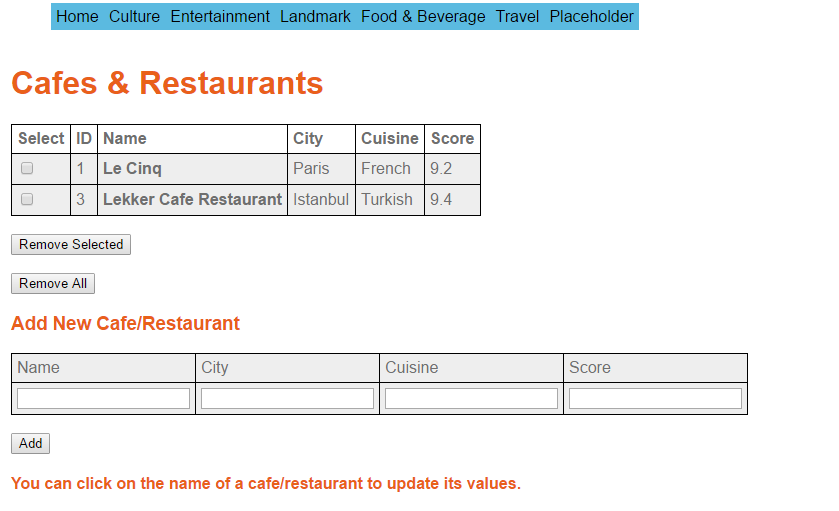 Home Culture Entertainment Landmark Food & Beverage Travel Placeholder
Cafes & Restaurants
Select ID Name City Cuisine Score
1 Le Cinq Paris French 9.2
3 Lekker Cafe Restaurant Istanbul Turkish 9.4
Remove Selected
Remove All
Add New Cafe/Restaurant
Name City Cuisine Score
Add
You can click on the name of a cafe/restaurant to update its values.